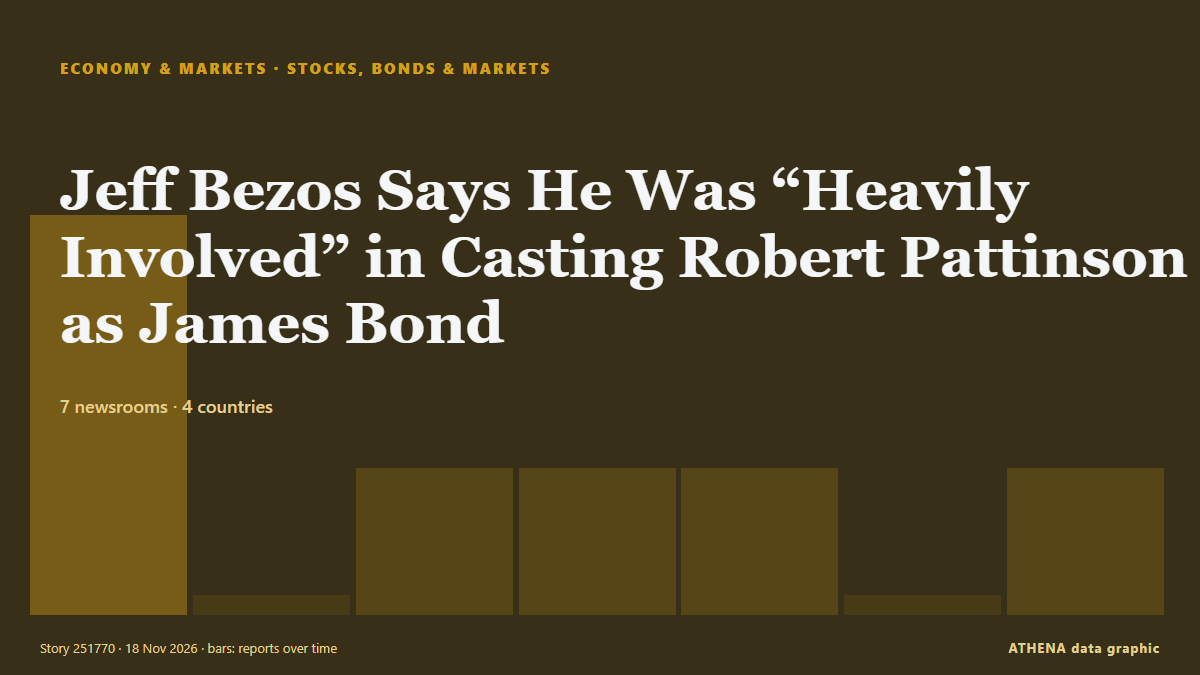 ECONOMY & MARKETS · STOCKS, BONDS & MARKETS
Jeff Bezos Says He Was “Heavily
Involved” in Casting Robert Pattinson
as James Bond
7 newsrooms · 4 countries
Story 251770 · 18 Nov 2026 · bars: reports over time
ATHENA data graphic